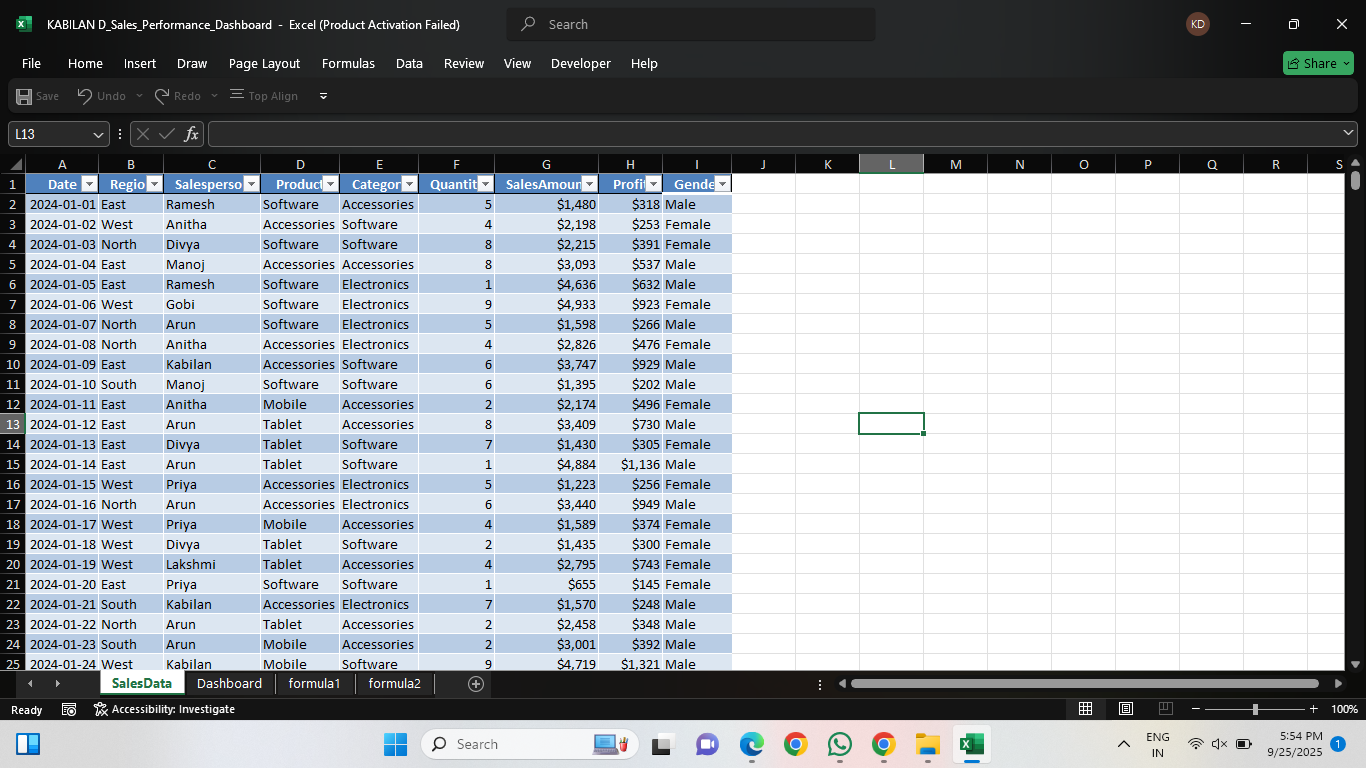 KABILAN D_Sales_Performance_Dashboard - Excel (Product Activation Failed)
Search
KD
File Home Insert Draw Page Layout Formulas Data Review View Developer Help
Share
Save Undo Redo Top Align
L13
fx
A B C D E F G H I J K L M N O P Q R S
1 Date Regio Salesperso Product Categor Quantit SalesAmoun Profi Gende
2 2024-01-01 East Ramesh Software Accessories 5 $1,480 $318 Male
3 2024-01-02 West Anitha Accessories Software 4 $2,198 $253 Female
4 2024-01-03 North Divya Software Software 8 $2,215 $391 Female
5 2024-01-04 East Manoj Accessories Accessories 8 $3,093 $537 Male
6 2024-01-05 East Ramesh Software Electronics 1 $4,636 $632 Male
7 2024-01-06 West Gobi Software Electronics 9 $4,933 $923 Female
8 2024-01-07 North Arun Software Electronics 5 $1,598 $266 Male
9 2024-01-08 North Anitha Accessories Electronics 4 $2,826 $476 Female
10 2024-01-09 East Kabilan Accessories Software 6 $3,747 $929 Male
11 2024-01-10 South Manoj Software Software 6 $1,395 $202 Male
12 2024-01-11 East Anitha Mobile Accessories 2 $2,174 $496 Female
13 2024-01-12 East Arun Tablet Accessories 8 $3,409 $730 Male
14 2024-01-13 East Divya Tablet Software 7 $1,430 $305 Female
15 2024-01-14 East Arun Tablet Software 1 $4,884 $1,136 Male
16 2024-01-15 West Priya Accessories Electronics 5 $1,223 $256 Female
17 2024-01-16 North Arun Accessories Electronics 6 $3,440 $949 Male
18 2024-01-17 West Priya Mobile Accessories 4 $1,589 $374 Female
19 2024-01-18 West Divya Tablet Software 2 $1,435 $300 Female
20 2024-01-19 West Lakshmi Tablet Accessories 4 $2,795 $743 Female
21 2024-01-20 East Priya Software Software 1 $655 $145 Female
22 2024-01-21 South Kabilan Accessories Electronics 7 $1,570 $248 Male
23 2024-01-22 North Arun Tablet Accessories 2 $2,458 $348 Male
24 2024-01-23 South Arun Mobile Accessories 2 $3,001 $392 Male
25 2024-01-24 West Kabilan Mobile Software 9 $4,719 $1,321 Male
SalesData Dashboard formula1 formula2
Ready Accessibility: Investigate 100%
Search
ENG
IN
5:54 PM
9/25/2025
1